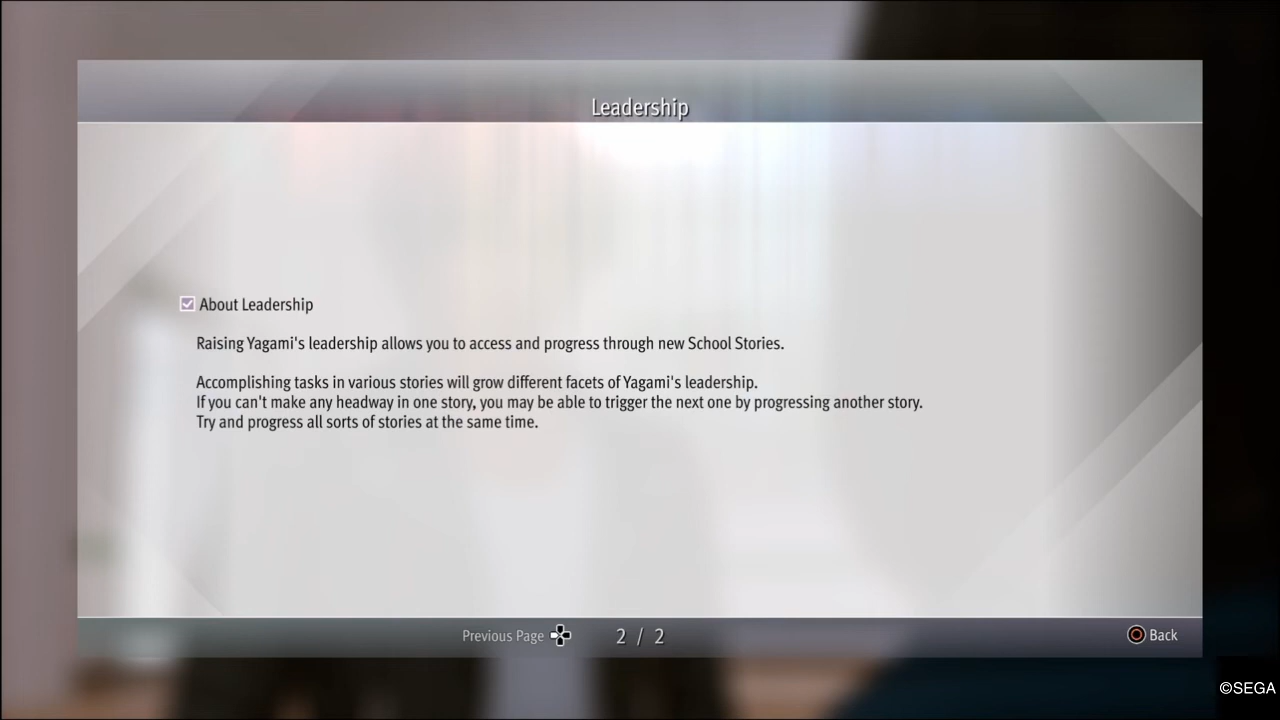 Leadership
About Leadership
Raising Yagami's leadership allows you to access and progress through new School Stories.
Accomplishing tasks in various stories will grow different facets of Yagami's leadership.
If you can't make any headway in one story, you may be able to trigger the next one by progressing another story.
Try and progress all sorts of stories at the same time.
Previous Page 2 / 2 Back
©SEGA